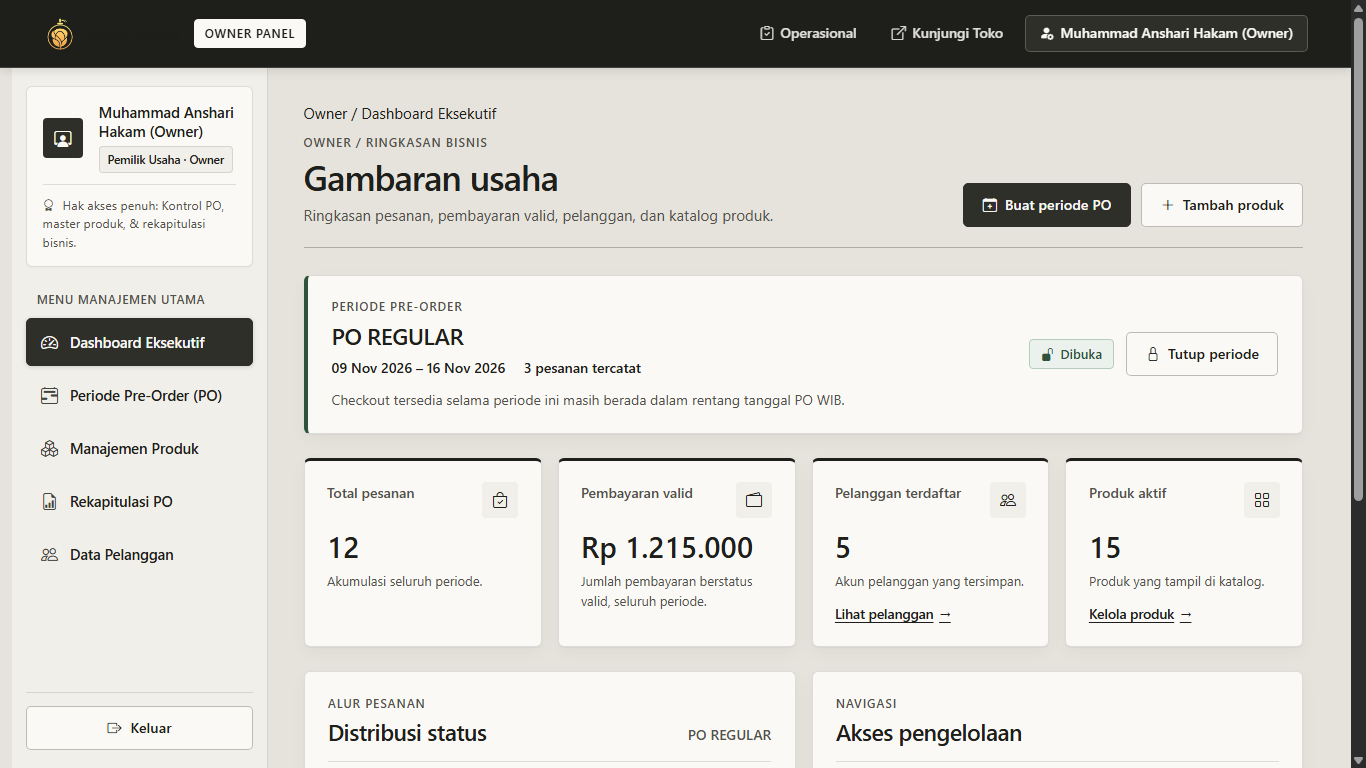 OWNER PANEL
Operasional
Kunjungi Toko
Muhammad Anshari Hakam (Owner)
Muhammad Anshari
Hakam (Owner)
Pemilik Usaha · Owner
Hak akses penuh: Kontrol PO,
master produk, & rekapitulasi
bisnis.
MENU MANAJEMEN UTAMA
Dashboard Eksekutif
Periode Pre-Order (PO)
Manajemen Produk
Rekapitulasi PO
Data Pelanggan
Keluar
Owner / Dashboard Eksekutif
OWNER / RINGKASAN BISNIS
Gambaran usaha
Ringkasan pesanan, pembayaran valid, pelanggan, dan katalog produk.
Buat periode PO
+ Tambah produk
PERIODE PRE-ORDER
PO REGULAR
09 Nov 2026 – 16 Nov 2026 3 pesanan tercatat
Checkout tersedia selama periode ini masih berada dalam rentang tanggal PO WIB.
Dibuka
Tutup periode
Total pesanan
12
Akumulasi seluruh periode.
Pembayaran valid
Rp 1.215.000
Jumlah pembayaran berstatus
valid, seluruh periode.
Pelanggan terdaftar
5
Akun pelanggan yang tersimpan.
Lihat pelanggan →
Produk aktif
15
Produk yang tampil di katalog.
Kelola produk →
ALUR PESANAN
Distribusi status
PO REGULAR
NAVIGASI
Akses pengelolaan